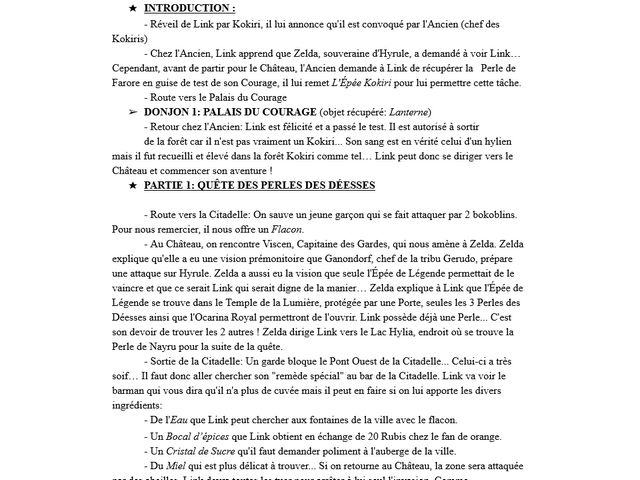 ★ INTRODUCTION :
- Réveil de Link par Kokiri, il lui annonce qu'il est convoqué par l'Ancien (chef des
Kokiris)
- Chez l'Ancien, Link apprend que Zelda, souveraine d'Hyrule, a demandé à voir Link…
Cependant, avant de partir pour le Château, l'Ancien demande à Link de récupérer la Perle de
Farore en guise de test de son Courage, il lui remet L'Épée Kokiri pour lui permettre cette tâche.
- Route vers le Palais du Courage
➢ DONJON 1: PALAIS DU COURAGE (objet récupéré: Lanterne)
- Retour chez l'Ancien: Link est félicité et a passé le test. Il est autorisé à sortir
de la forêt car il n'est pas vraiment un Kokiri... Son sang est en vérité celui d'un hylien
mais il fut recueilli et élevé dans la forêt Kokiri comme tel… Link peut donc se diriger vers le
Château et commencer son aventure !
★ PARTIE 1: QUÊTE DES PERLES DES DÉESSES
- Route vers la Citadelle: On sauve un jeune garçon qui se fait attaquer par 2 bokoblins.
Pour nous remercier, il nous offre un Flacon.
- Au Château, on rencontre Viscen, Capitaine des Gardes, qui nous amène à Zelda. Zelda
explique qu'elle a eu une vision prémonitoire que Ganondorf, chef de la tribu Gerudo, prépare
une attaque sur Hyrule. Zelda a aussi eu la vision que seule l'Épée de Légende permettait de le
vaincre et que ce serait Link qui serait digne de la manier… Zelda explique à Link que l'Épée de
Légende se trouve dans le Temple de la Lumière, protégée par une Porte, seules les 3 Perles des
Déesses ainsi que l'Ocarina Royal permettront de l'ouvrir. Link possède déjà une Perle... C'est
son devoir de trouver les 2 autres ! Zelda dirige Link vers le Lac Hylia, endroit où se trouve la
Perle de Nayru pour la suite de la quête.
- Sortie de la Citadelle: Un garde bloque le Pont Ouest de la Citadelle... Celui-ci a très
soif… Il faut donc aller chercher son "remède spécial" au bar de la Citadelle. Link va voir le
barman qui vous dira qu'il n'a plus de cuvée mais il peut en faire si on lui apporte les divers
ingrédients:
- De l'Eau que Link peut chercher aux fontaines de la ville avec le flacon.
- Un Bocal d'épices que Link obtient en échange de 20 Rubis chez le fan de orange.
- Un Cristal de Sucre qu'il faut demander poliment à l'auberge de la ville.
- Du Miel qui est plus délicat à trouver... Si on retourne au Château, la zone sera attaquée